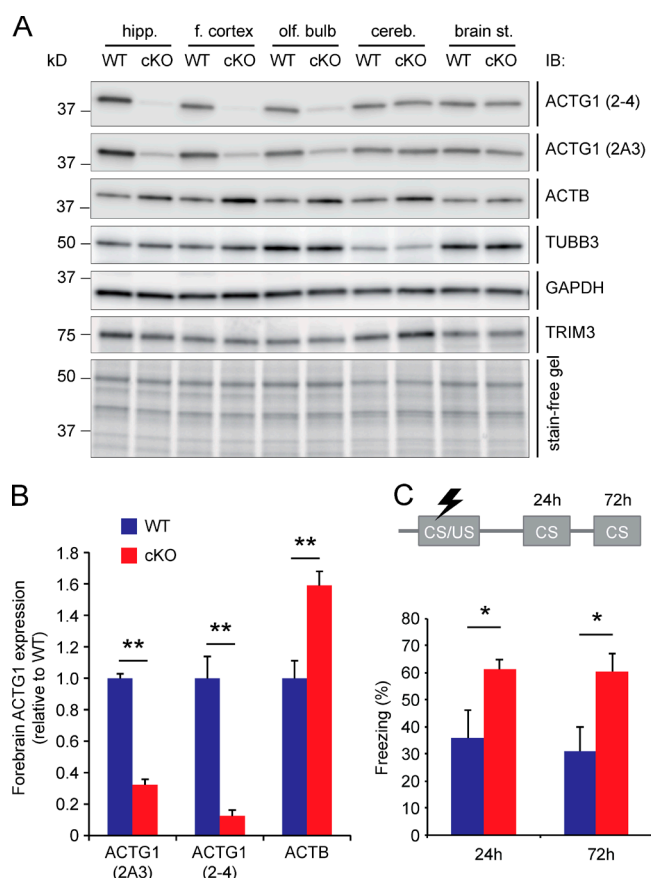 A
hipp. f. cortex olf. bulb cereb. brain st.
kD WT cKO WT cKO WT cKO WT cKO WT cKO IB:
37 ACTG1 (2-4)
37 ACTG1 (2A3)
37 ACTB
50 TUBB3
37 GAPDH
75 TRIM3
50
37
stain-free gel
B
WT
cKO
Forebrain ACTG1 expression
(relative to WT)
1.8
1.6
1.4
1.2
1.0
0.8
0.6
0.4
0.2
0
** ** **
ACTG1 ACTG1 ACTB
(2A3) (2-4)
C
24h 72h
CS/US CS CS
Freezing (%)
80
70
60
50
40
30
20
10
0
* *
24h 72h